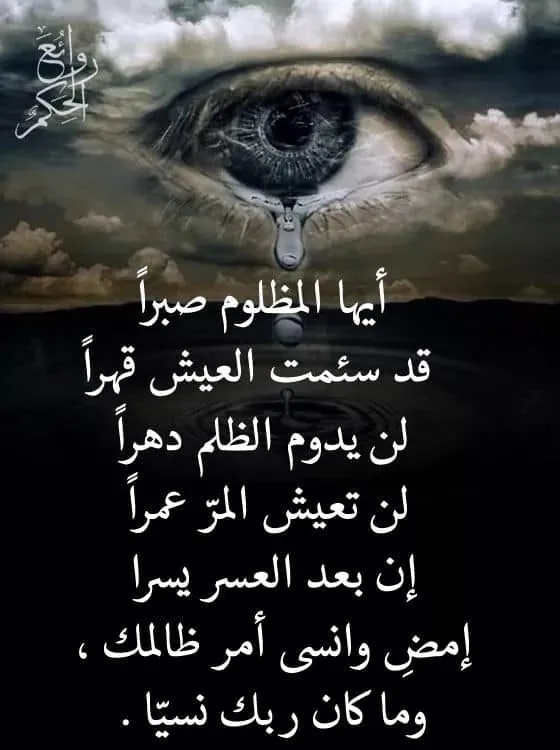 روائع
الحكم
أيها المظلوم صبراً
قد سئمت العيش قهراً
لن يدوم الظلم دهراً
لن تعيش المرّ عمراً
إن بعد العسر يسرا
إمضِ وانسى أمر ظالمك ،
وما كان ربك نسيّا .